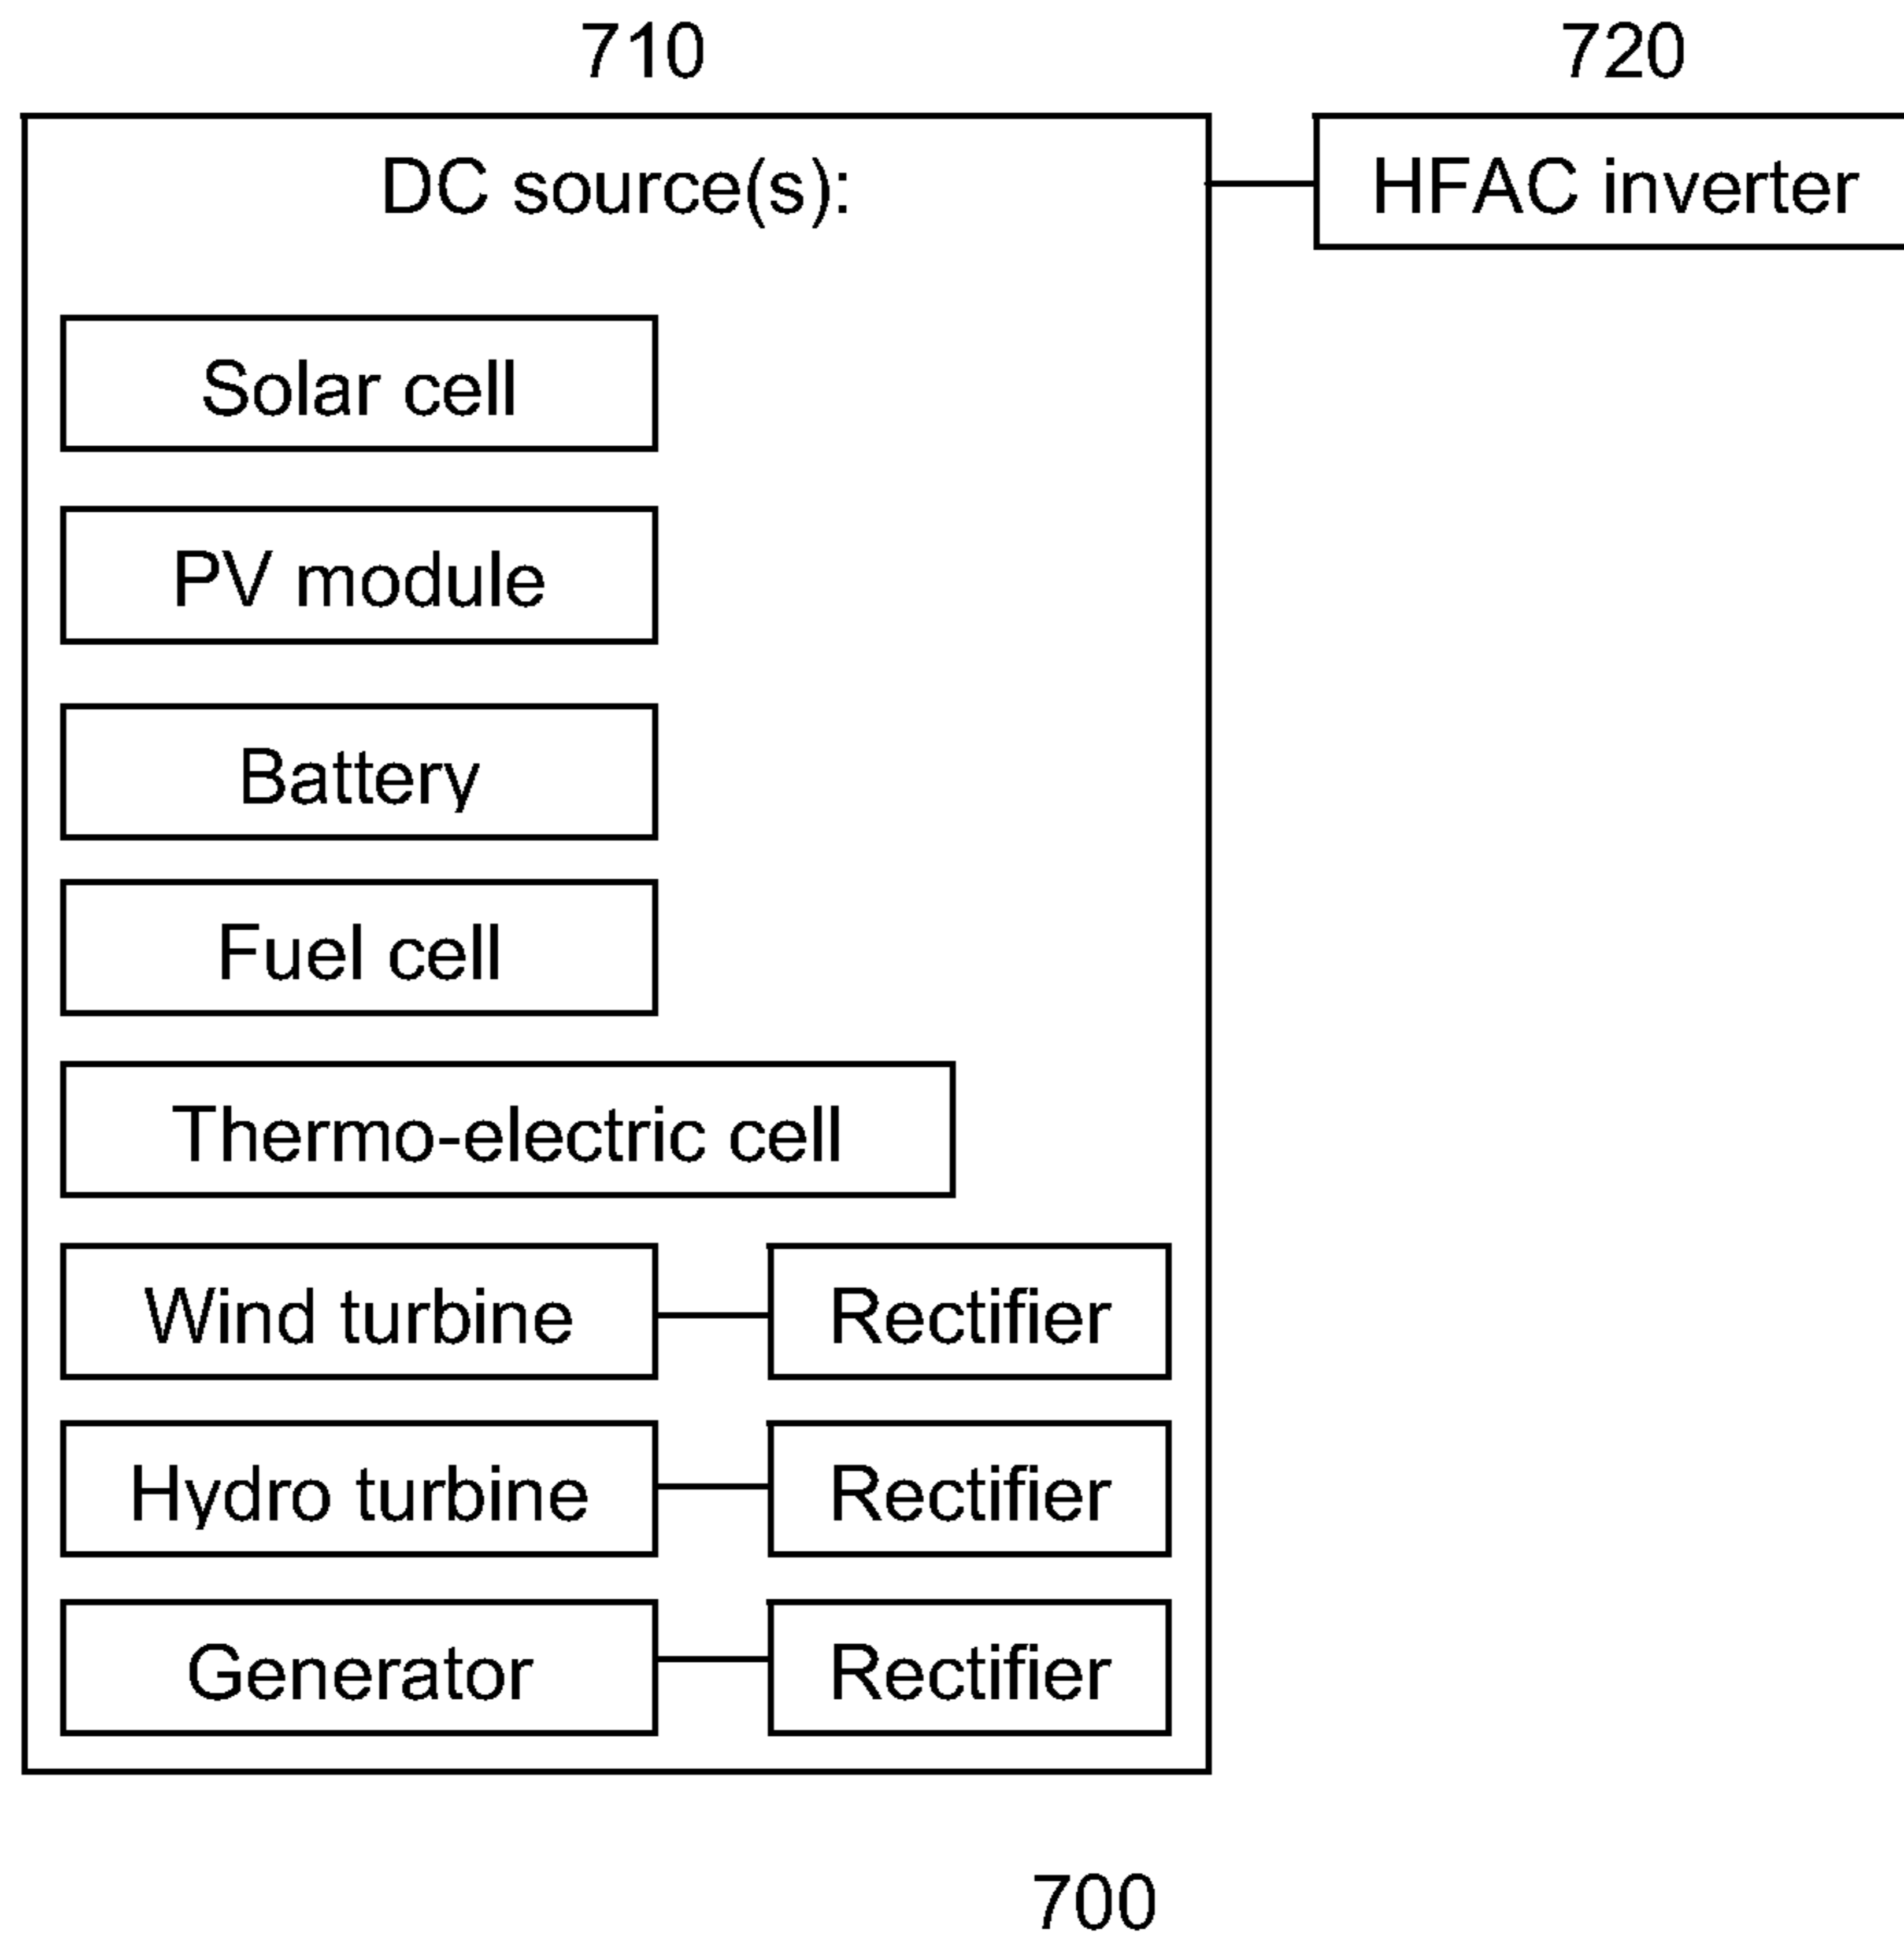 710
720
DC source(s):
HFAC inverter
Solar cell
PV module
Battery
Fuel cell
Thermo-electric cell
Wind turbine
Rectifier
Hydro turbine
Rectifier
Generator
Rectifier
700